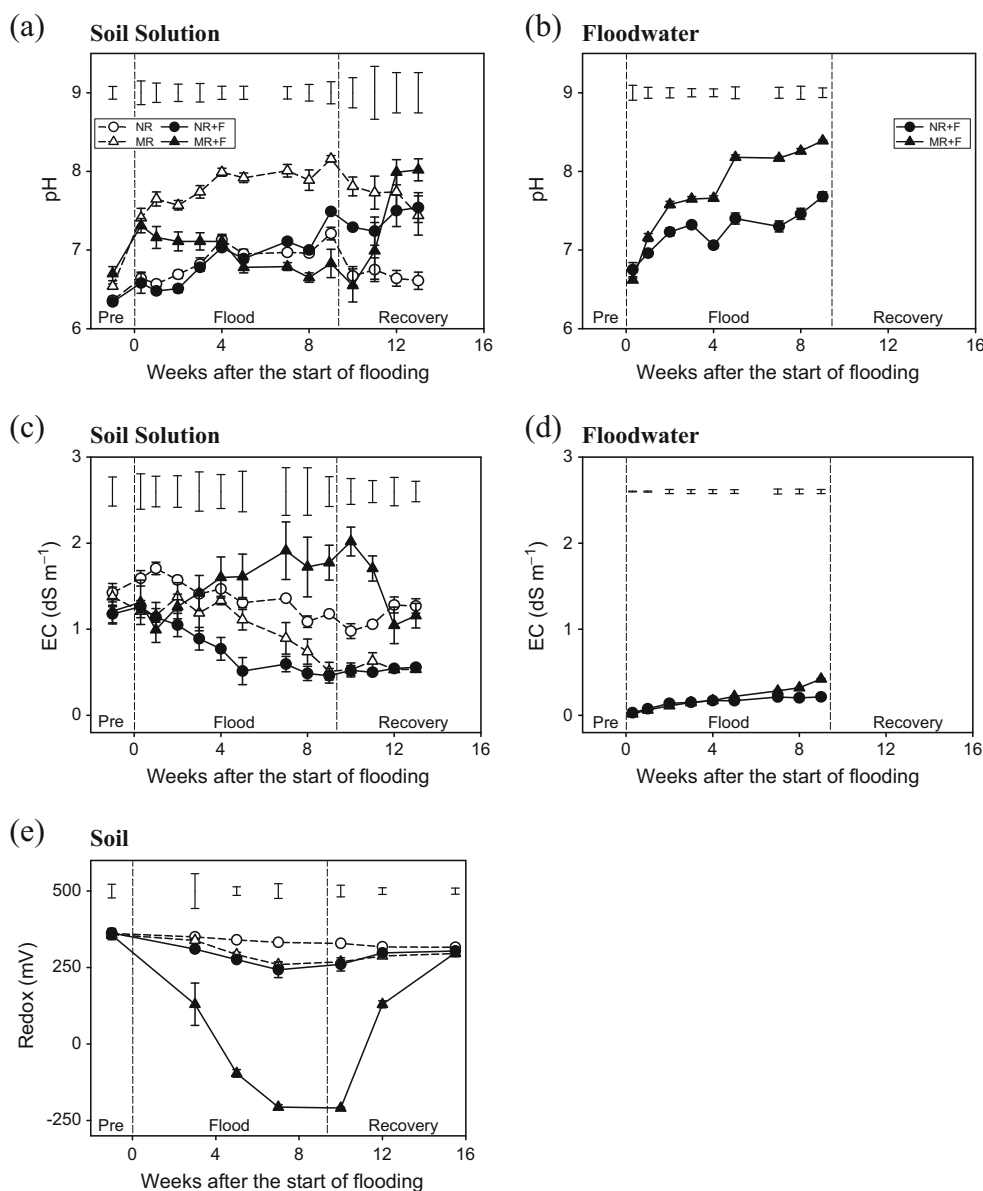 (a) Soil Solution
9
8
7
6
pH
NR NR+F
MR MR+F
Pre Flood Recovery
0 4 8 12 16
Weeks after the start of flooding
(b) Floodwater
9
8
7
6
pH
NR+F
MR+F
Pre Flood Recovery
0 4 8 12 16
Weeks after the start of flooding
(c) Soil Solution
3
2
1
0
EC (dS m⁻¹)
Pre Flood Recovery
0 4 8 12 16
Weeks after the start of flooding
(d) Floodwater
3
2
1
0
EC (dS m⁻¹)
Pre Flood Recovery
0 4 8 12 16
Weeks after the start of flooding
(e) Soil
500
250
0
-250
Redox (mV)
Pre Flood Recovery
0 4 8 12 16
Weeks after the start of flooding